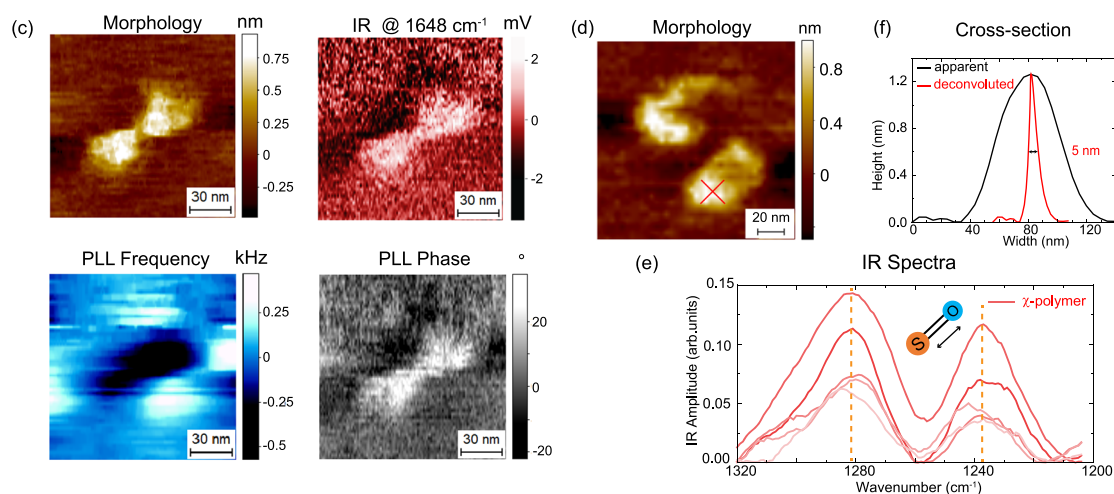 (c)
Morphology
nm
0.75
0.5
0.25
0
-0.25
30 nm
IR @ 1648 cm⁻¹
mV
2
0
-2
30 nm
PLL Frequency
kHz
0.25
0
-0.25
-0.5
30 nm
PLL Phase
°
20
0
-20
30 nm
(d)
Morphology
nm
0.8
0.4
0
20 nm
(f)
Cross-section
apparent
deconvoluted
5 nm
Height (nm)
1.2
0.9
0.6
0.3
0.0
0
40
80
120
Width (nm)
(e)
IR Spectra
χ-polymer
S
O
IR Amplitude (arb.units)
0.15
0.10
0.05
0.00
1320
1280
1240
1200
Wavenumber (cm⁻¹)